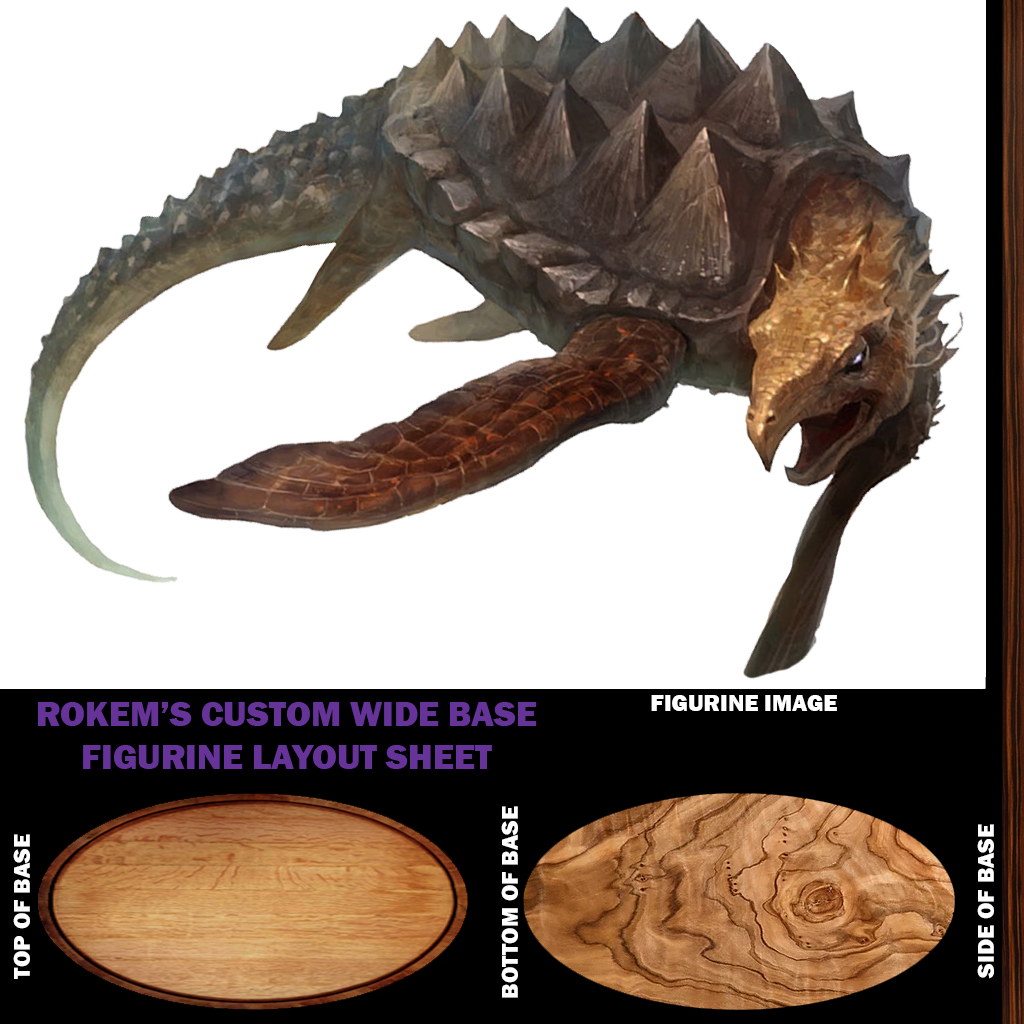 FIGURINE IMAGE
ROKEM’S CUSTOM WIDE BASE
FIGURINE LAYOUT SHEET
TOP OF BASE
BOTTOM OF BASE
SIDE OF BASE